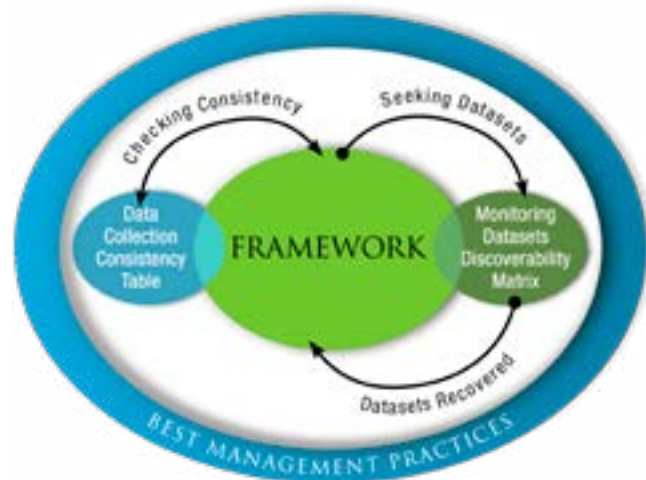 Checking Consistency
Seeking Datasets
Data
Collection
Consistency
Table
FRAMEWORK
Monitoring
Datasets
Discoverability
Matrix
Datasets Recovered
BEST MANAGEMENT PRACTICES